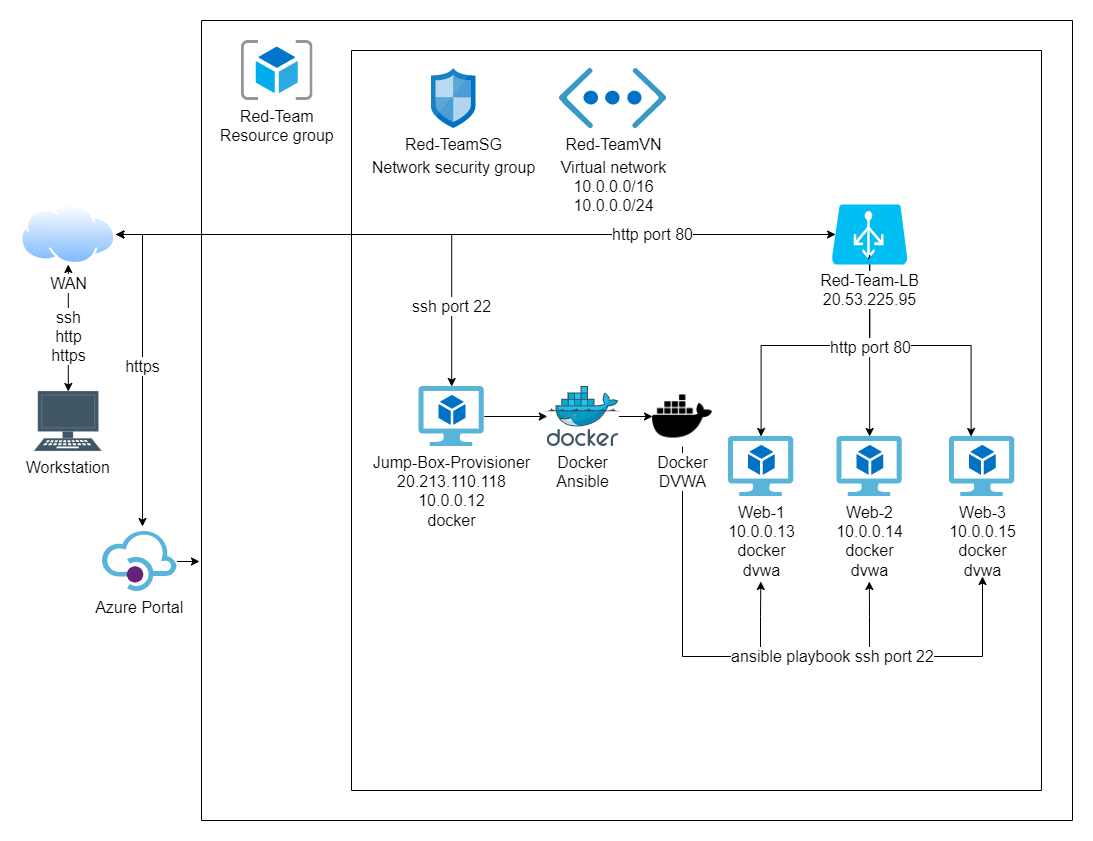 Red-Team
Resource group
Red-TeamSG
Network security group
Red-TeamVN
Virtual network
10.0.0.0/16
10.0.0.0/24
http port 80
WAN
ssh
http
https
https
ssh port 22
Red-Team-LB
20.53.225.95
http port 80
Workstation
Jump-Box-Provisioner
20.213.110.118
10.0.0.12
docker
docker
Docker
Ansible
Docker
DVWA
Web-1
10.0.0.13
docker
dvwa
Web-2
10.0.0.14
docker
dvwa
Web-3
10.0.0.15
docker
dvwa
Azure Portal
ansible playbook ssh port 22